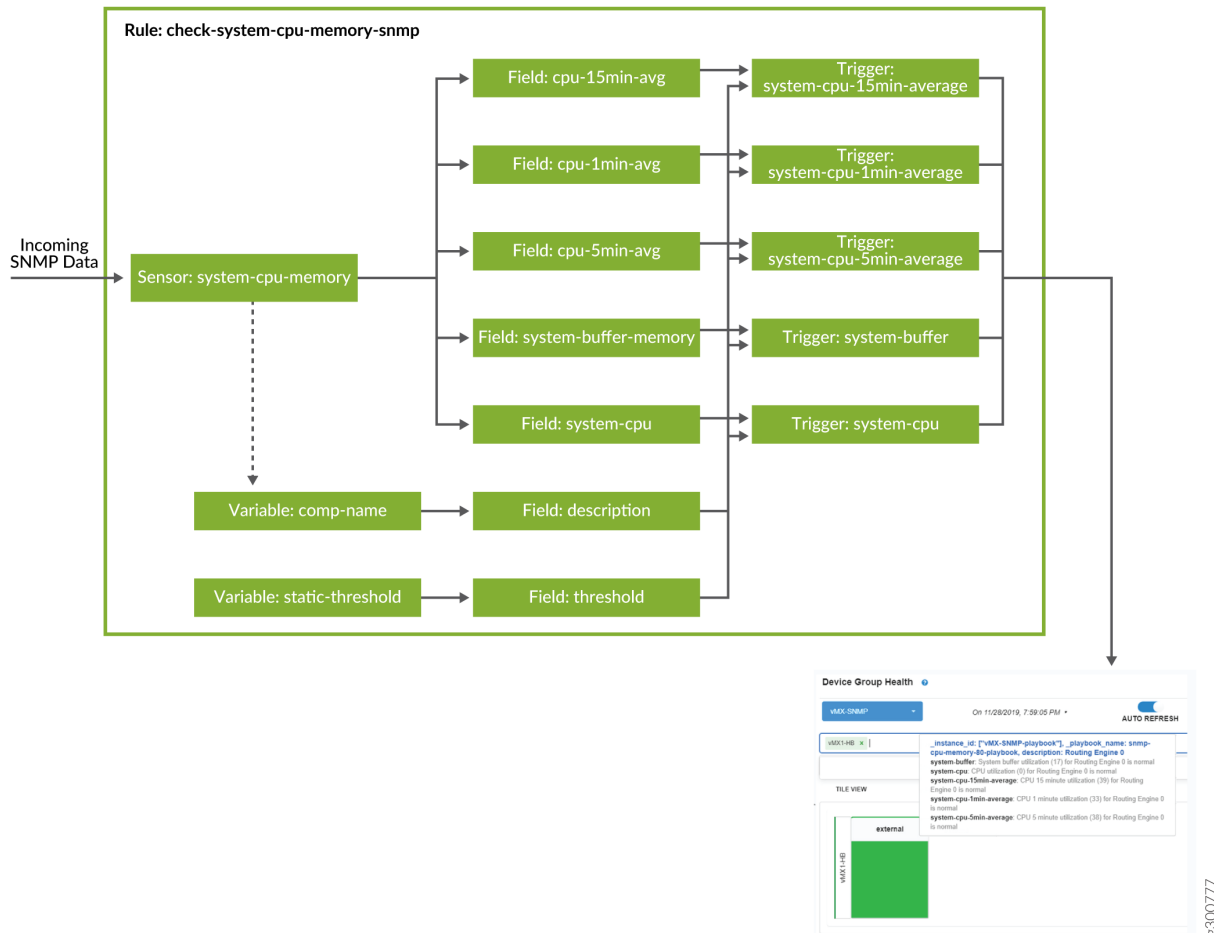 Rule: check-system-cpu-memory-snmp
Field: cpu-15min-avg
Trigger:
system-cpu-15min-average
Field: cpu-1min-avg
Trigger:
system-cpu-1min-average
Incoming
SNMP Data
Sensor: system-cpu-memory
Field: cpu-5min-avg
Trigger:
system-cpu-5min-average
Field: system-buffer-memory
Trigger: system-buffer
Field: system-cpu
Trigger: system-cpu
Variable: comp-name
Field: description
Variable: static-threshold
Field: threshold
Device Group Health ?
vMX-SNMP
On 11/28/2019, 7:59:05 PM
AUTO REFRESH
vMX1-HB x
_instance_id: ["vMX-SNMP-playbook"], _playbook_name: snmp-
cpu-memory-80-playbook, description: Routing Engine 0
system-buffer: System buffer utilization (17) for Routing Engine 0 is normal
system-cpu: CPU utilization (0) for Routing Engine 0 is normal
system-cpu-15min-average: CPU 15 minute utilization (39) for Routing
Engine 0 is normal
system-cpu-1min-average: CPU 1 minute utilization (33) for Routing Engine 0
is normal
system-cpu-5min-average: CPU 5 minute utilization (38) for Routing Engine 0
is normal
TILE VIEW
external
vMX1-HB
g300777